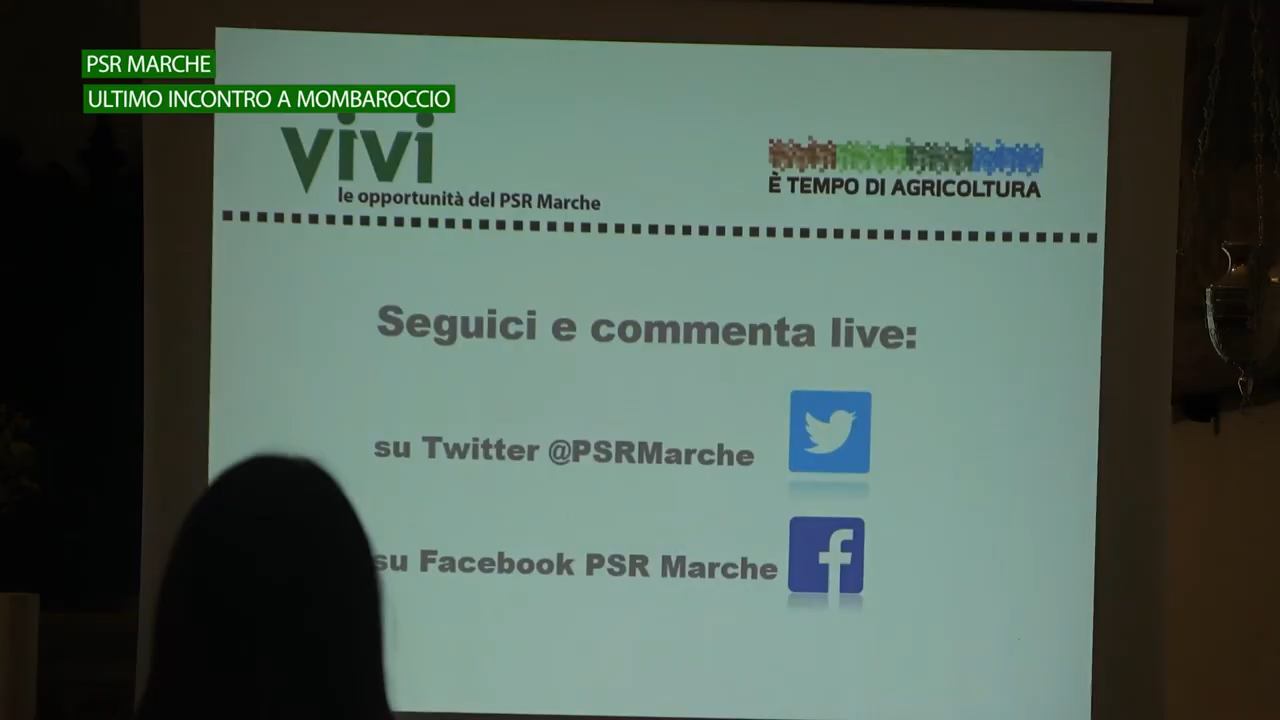 PSR MARCHE
ULTIMO INCONTRO A MOMBAROCCIO
vivi
le opportunità del PSR Marche
È TEMPO DI AGRICOLTURA
Seguici e commenta live:
su Twitter @PSRMarche
su Facebook PSR Marche